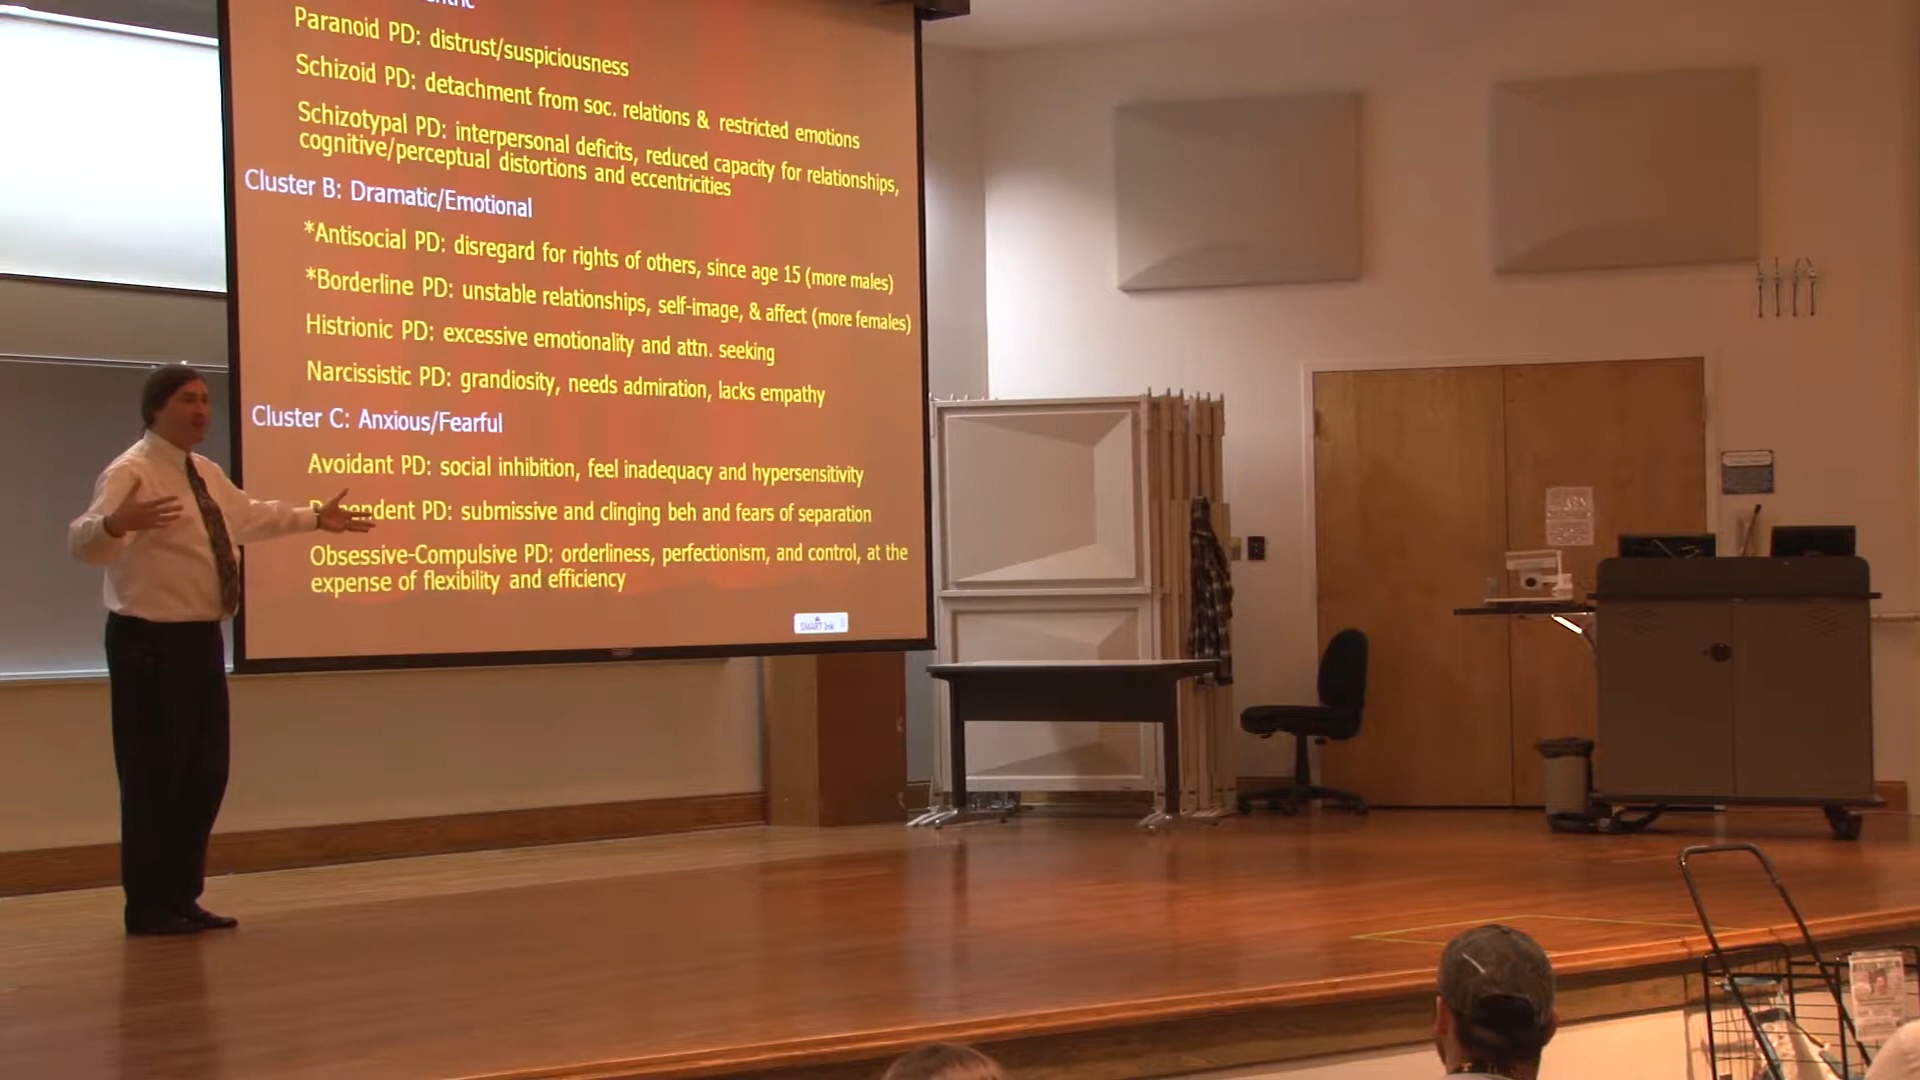 Paranoid PD: distrust/suspiciousness
Schizoid PD: detachment from soc. relations & restricted emotions
Schizotypal PD: interpersonal deficits, reduced capacity for relationships,
cognitive/perceptual distortions and eccentricities
Cluster B: Dramatic/Emotional
*Antisocial PD: disregard for rights of others, since age 15 (more males)
*Borderline PD: unstable relationships, self-image, & affect (more females)
Histrionic PD: excessive emotionality and attn. seeking
Narcissistic PD: grandiosity, needs admiration, lacks empathy
Cluster C: Anxious/Fearful
Avoidant PD: social inhibition, feel inadequacy and hypersensitivity
Dependent PD: submissive and clinging beh and fears of separation
Obsessive-Compulsive PD: orderliness, perfectionism, and control, at the
expense of flexibility and efficiency
SMART Ink